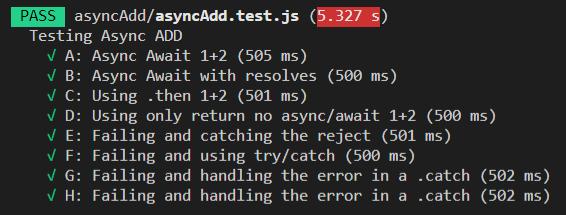 PASS asyncAdd/asyncAdd.test.js (5.327 s)
Testing Async ADD
√ A: Async Await 1+2 (505 ms)
√ B: Async Await with resolves (500 ms)
√ C: Using .then 1+2 (501 ms)
√ D: Using only return no async/await 1+2 (500 ms)
√ E: Failing and catching the reject (501 ms)
√ F: Failing and using try/catch (500 ms)
√ G: Failing and handling the error in a .catch (502 ms)
√ H: Failing and handling the error in a .catch (502 ms)